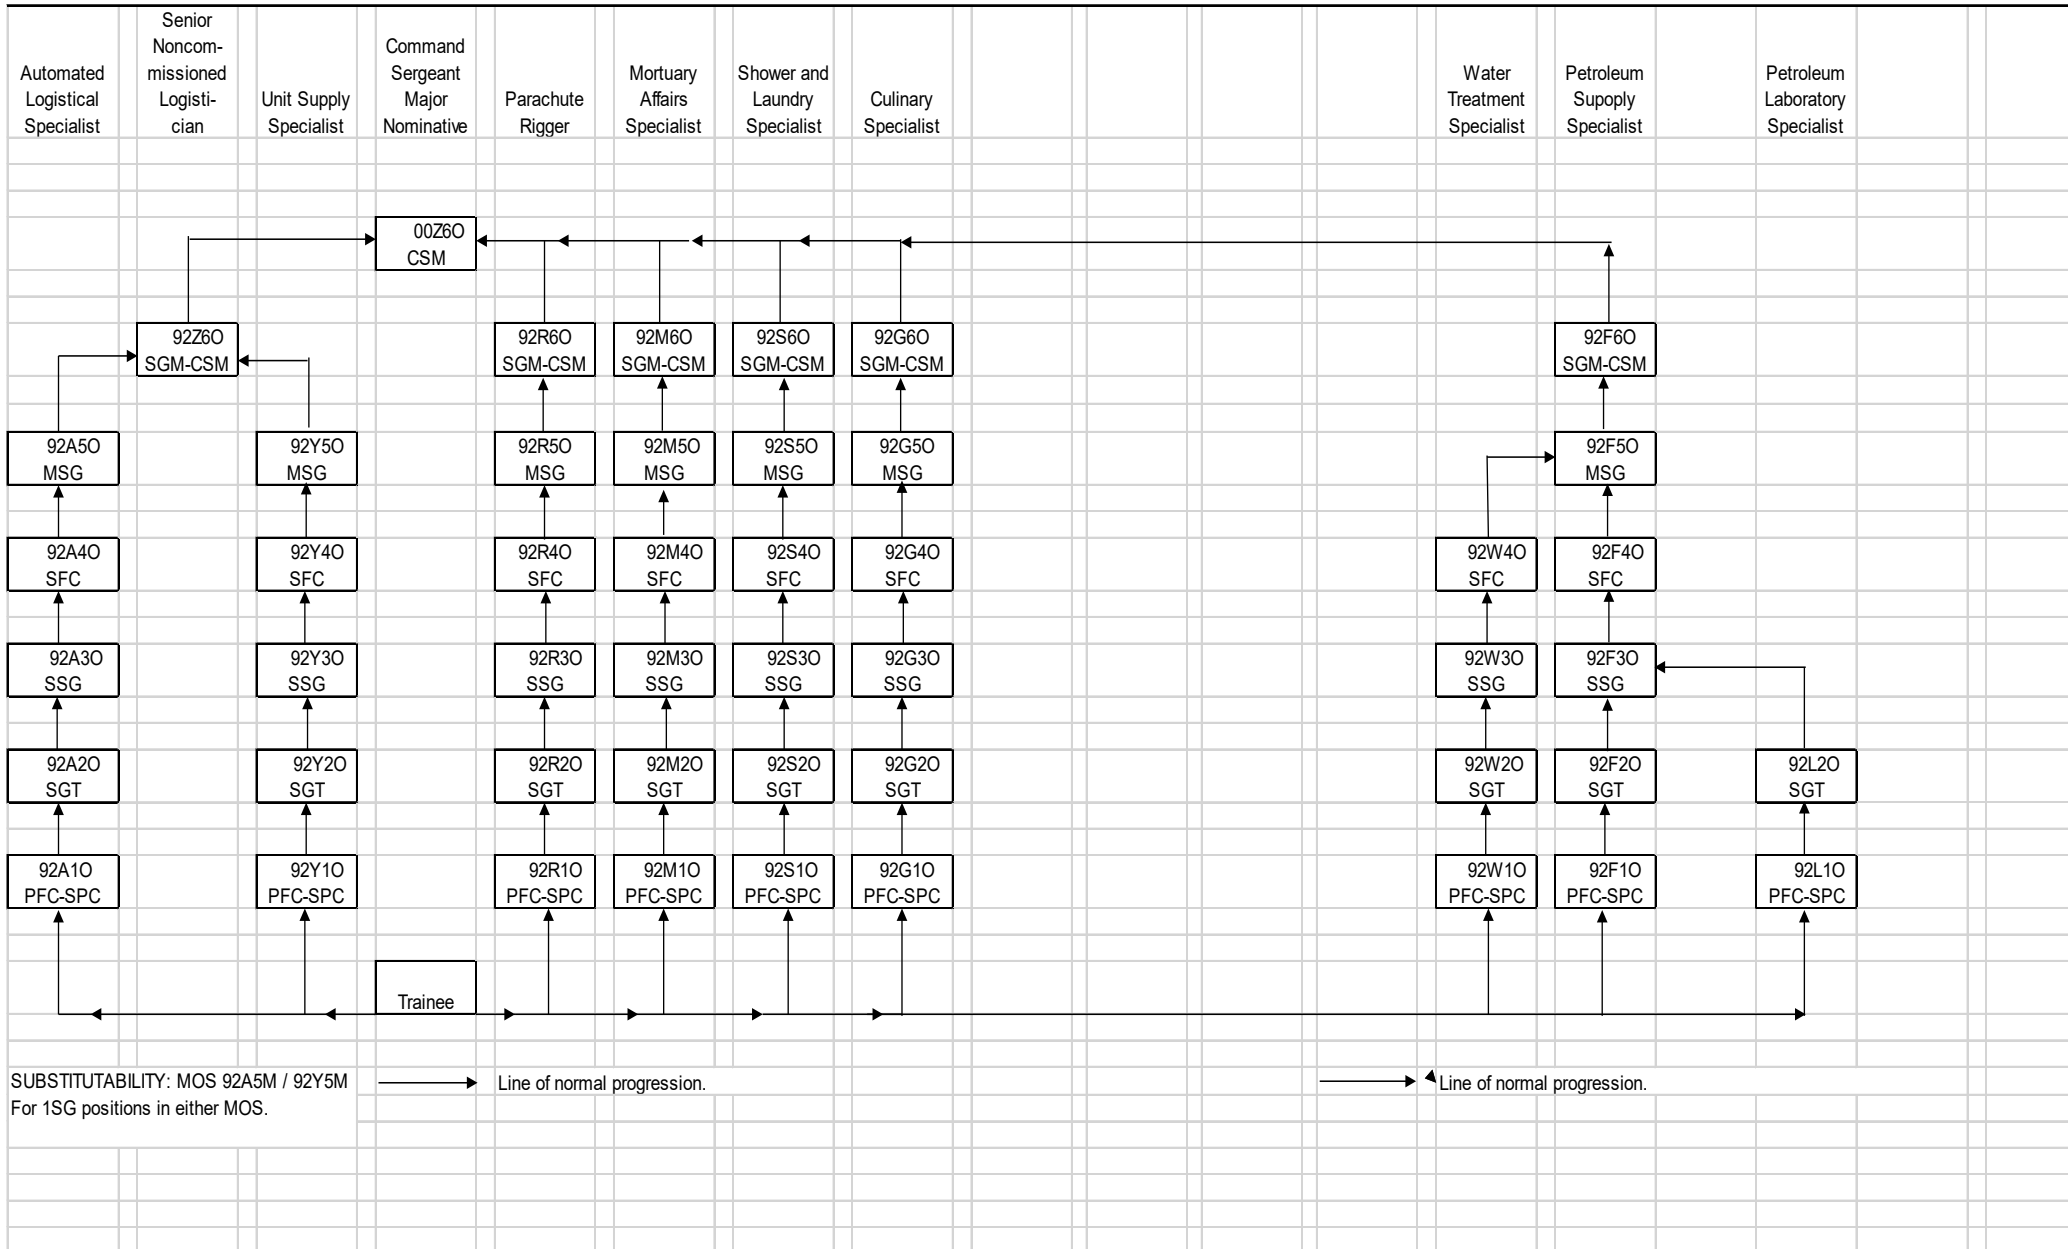 Automated
Logistical
Specialist
Senior
Noncom-
missioned
Logisti-
cian
Unit Supply
Specialist
Command
Sergeant
Major
Nominative
Parachute
Rigger
Mortuary
Affairs
Specialist
Shower and
Laundry
Specialist
Culinary
Specialist
Water
Treatment
Specialist
Petroleum
Supoply
Specialist
Petroleum
Laboratory
Specialist
00Z6O
CSM
92Z6O
SGM-CSM
92R6O
SGM-CSM
92M6O
SGM-CSM
92S6O
SGM-CSM
92G6O
SGM-CSM
92F6O
SGM-CSM
92A5O
MSG
92Y5O
MSG
92R5O
MSG
92M5O
MSG
92S5O
MSG
92G5O
MSG
92F5O
MSG
92A4O
SFC
92Y4O
SFC
92R4O
SFC
92M4O
SFC
92S4O
SFC
92G4O
SFC
92W4O
SFC
92F4O
SFC
92A3O
SSG
92Y3O
SSG
92R3O
SSG
92M3O
SSG
92S3O
SSG
92G3O
SSG
92W3O
SSG
92F3O
SSG
92A2O
SGT
92Y2O
SGT
92R2O
SGT
92M2O
SGT
92S2O
SGT
92G2O
SGT
92W2O
SGT
92F2O
SGT
92L2O
SGT
92A1O
PFC-SPC
92Y1O
PFC-SPC
92R1O
PFC-SPC
92M1O
PFC-SPC
92S1O
PFC-SPC
92G1O
PFC-SPC
92W1O
PFC-SPC
92F1O
PFC-SPC
92L1O
PFC-SPC
Trainee
SUBSTITUTABILITY: MOS 92A5M / 92Y5M
For 1SG positions in either MOS.
Line of normal progression.
Line of normal progression.